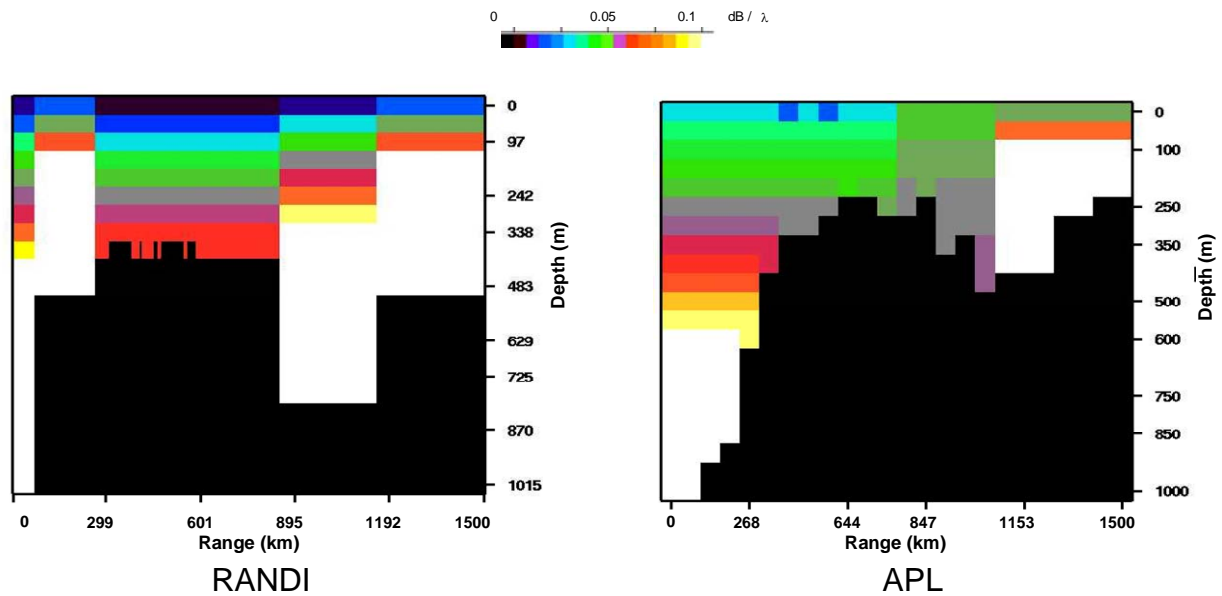 0 0.05 0.1 dB / λ
0
97
242
338
483
629
725
870
1015
Depth (m)
0 299 601 895 1192 1500
Range (km)
RANDI
0
100
250
350
500
600
750
850
1000
Depth (m)
0 268 644 847 1153 1500
Range (km)
APL